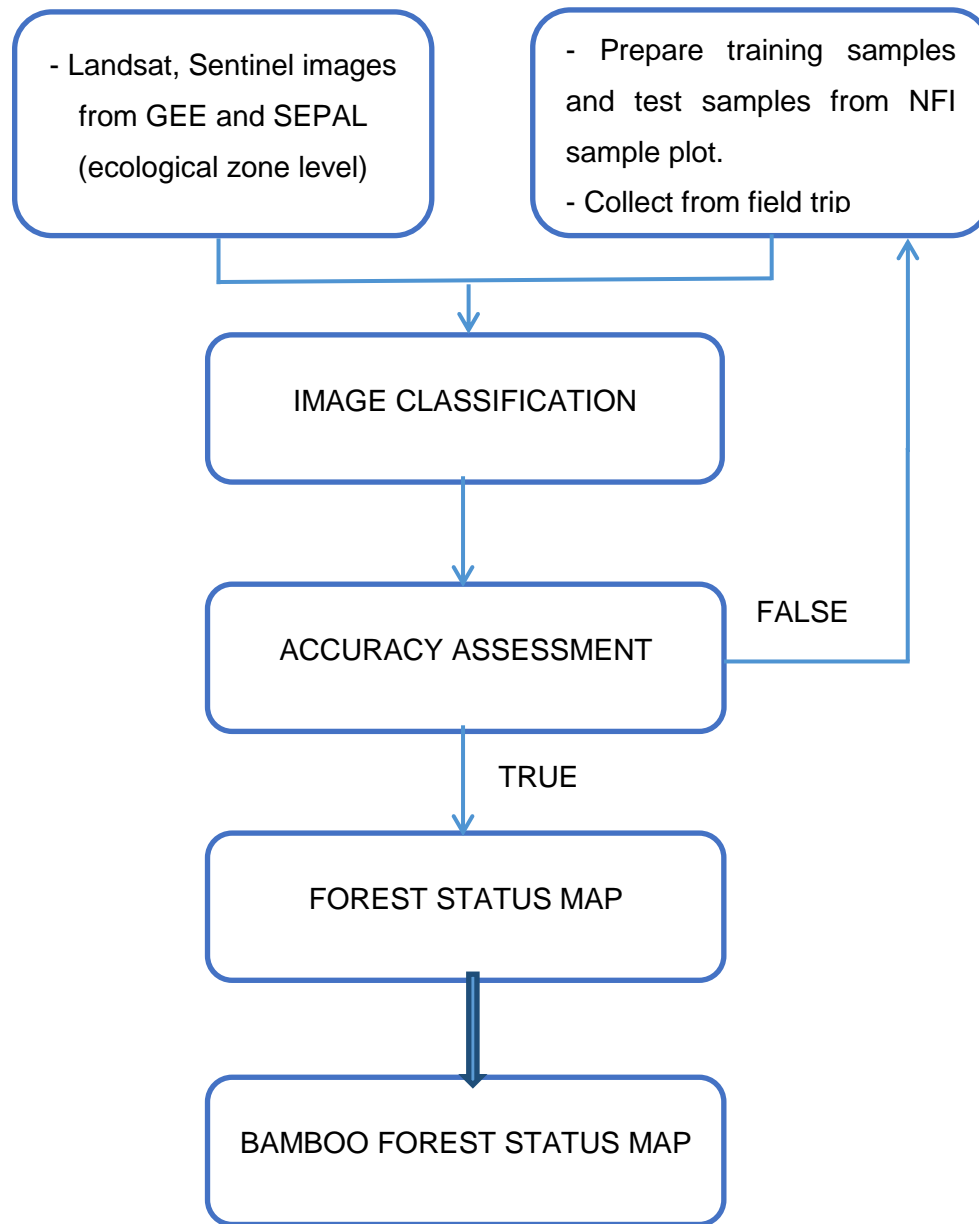 - Landsat, Sentinel images
from GEE and SEPAL
(ecological zone level)
- Prepare training samples
and test samples from NFI
sample plot.
- Collect from field trip
IMAGE CLASSIFICATION
ACCURACY ASSESSMENT
FALSE
TRUE
FOREST STATUS MAP
BAMBOO FOREST STATUS MAP